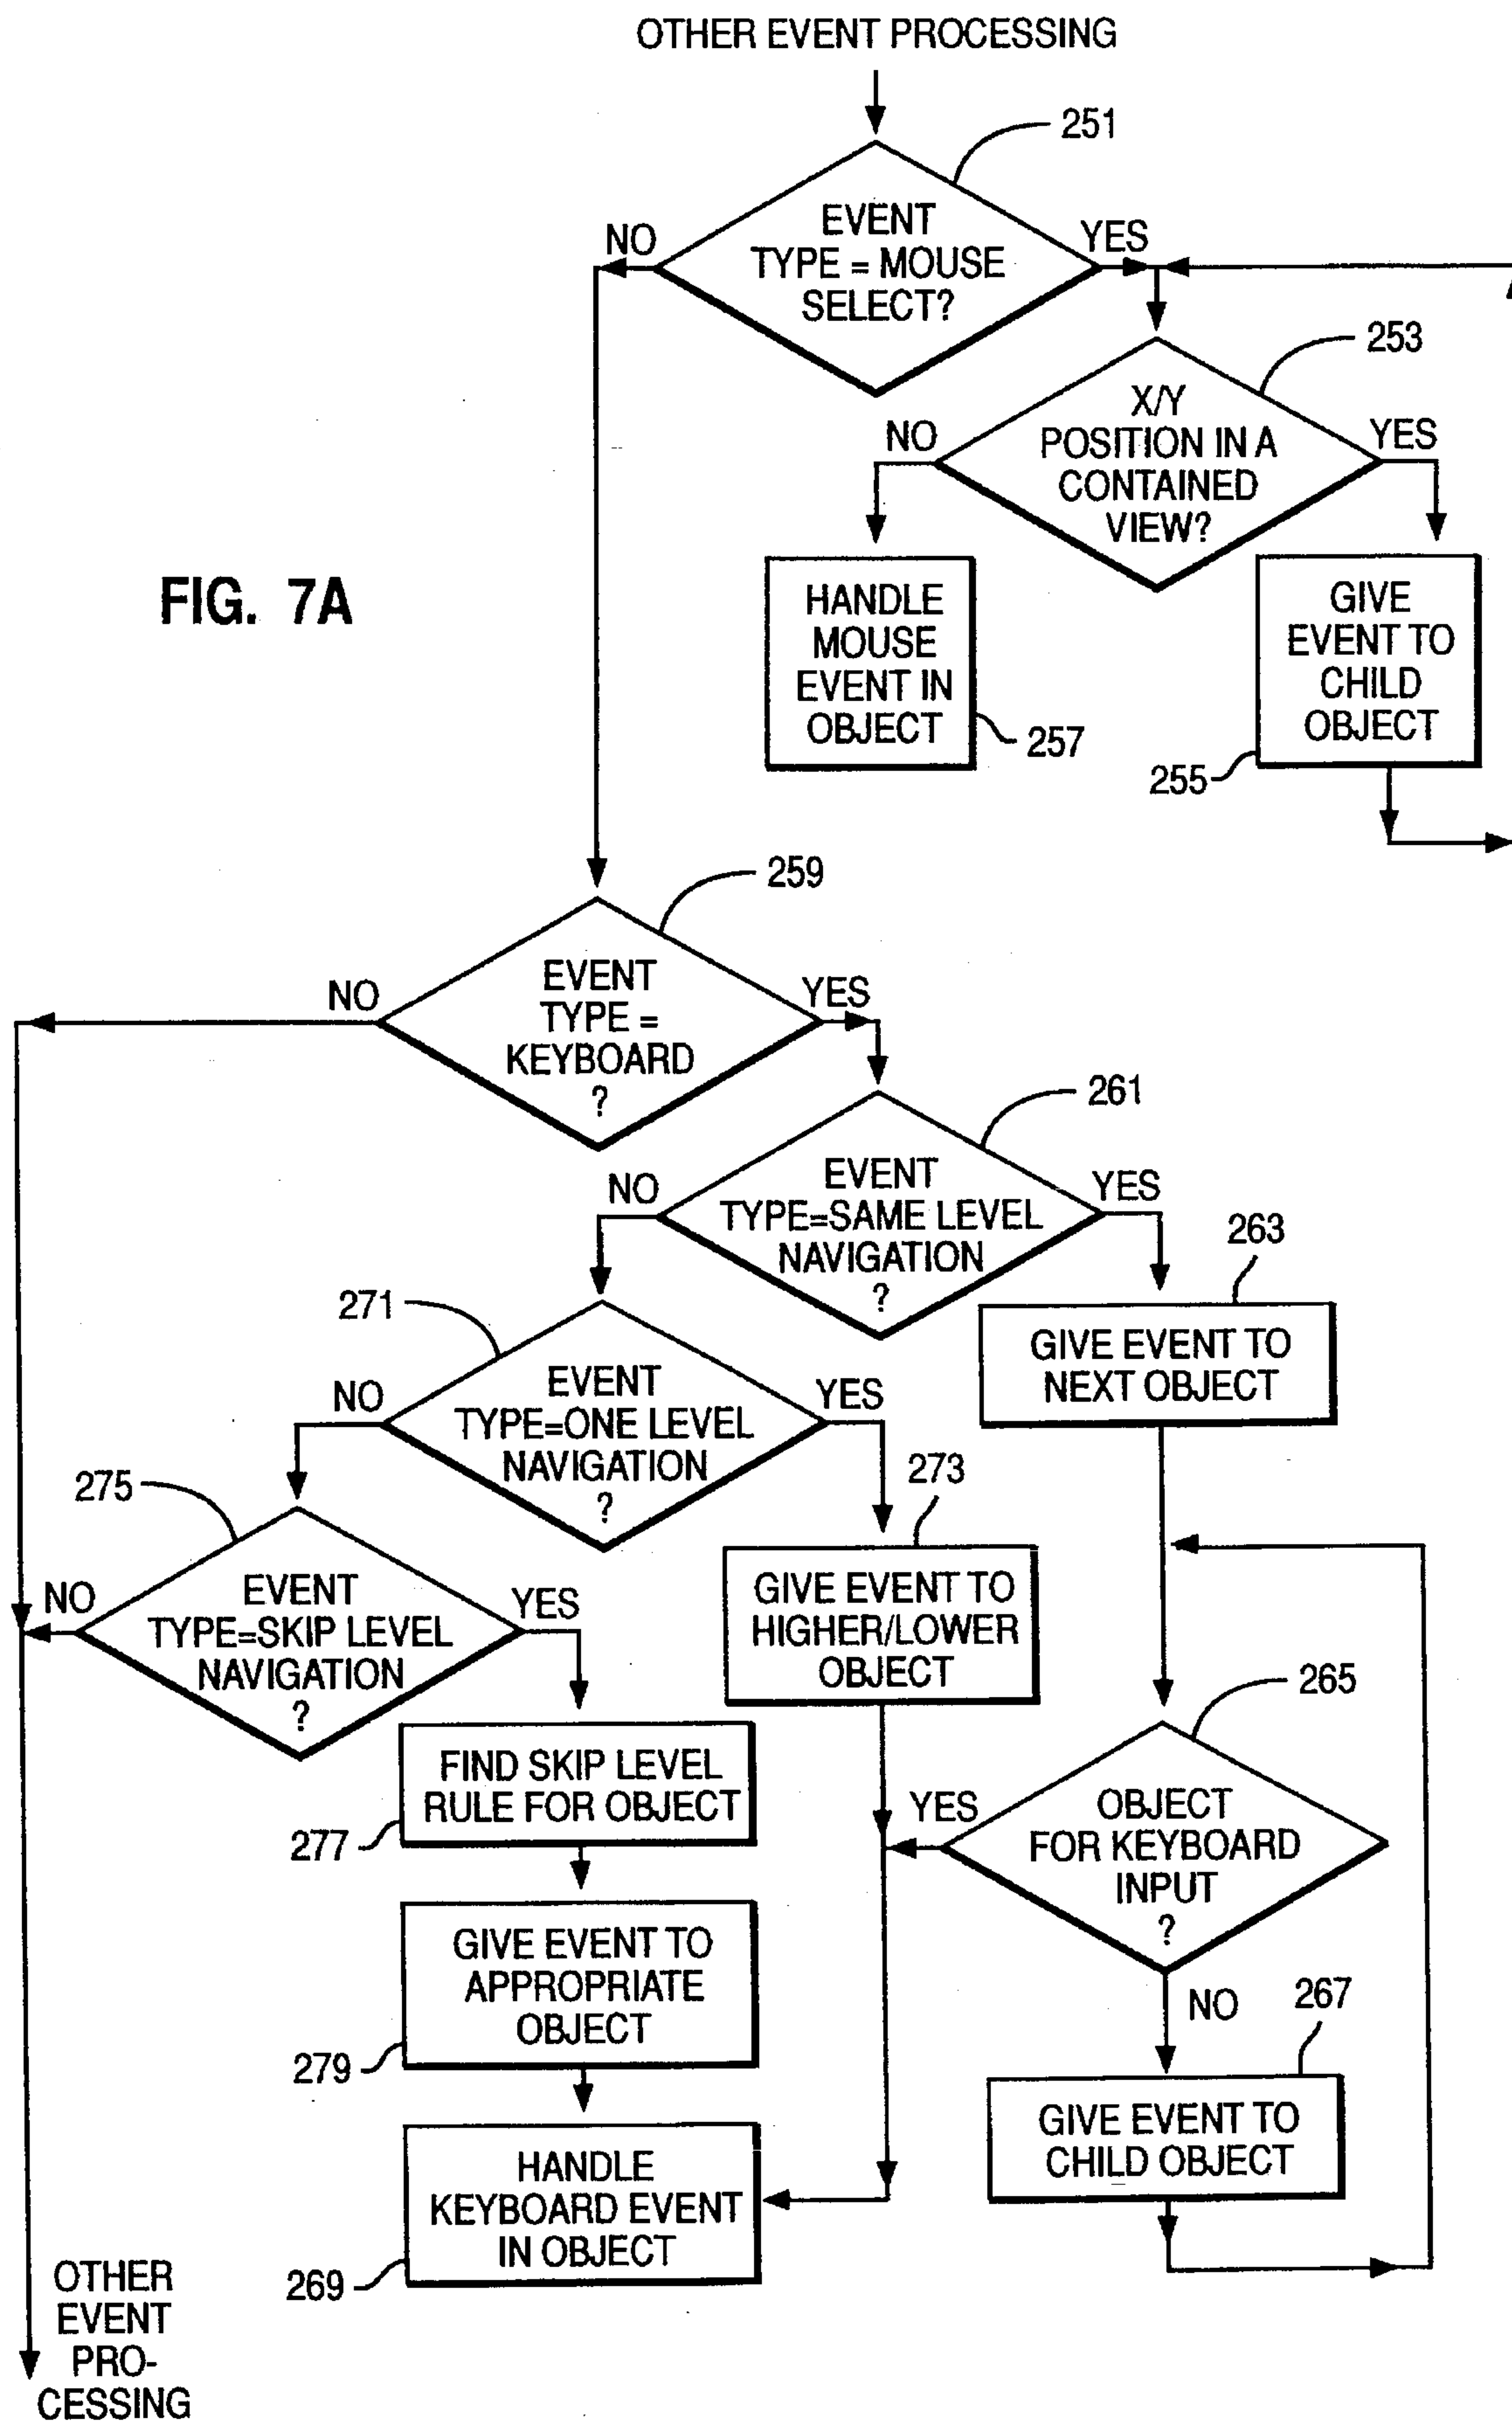 OTHER EVENT PROCESSING
251
EVENT
TYPE = MOUSE
SELECT?
NO
YES
253
X/Y
POSITION IN A
CONTAINED
VIEW?
NO
YES
FIG. 7A
HANDLE
MOUSE
EVENT IN
OBJECT
257
GIVE
EVENT TO
CHILD
OBJECT
255
259
EVENT
TYPE =
KEYBOARD
?
NO
YES
261
EVENT
TYPE=SAME LEVEL
NAVIGATION
?
NO
YES
263
GIVE EVENT TO
NEXT OBJECT
271
EVENT
TYPE=ONE LEVEL
NAVIGATION
?
NO
YES
273
GIVE EVENT TO
HIGHER/LOWER
OBJECT
275
EVENT
TYPE=SKIP LEVEL
NAVIGATION
?
NO
YES
265
OBJECT
FOR KEYBOARD
INPUT
?
YES
NO
FIND SKIP LEVEL
RULE FOR OBJECT
277
GIVE EVENT TO
APPROPRIATE
OBJECT
279
267
GIVE EVENT TO
CHILD OBJECT
HANDLE
KEYBOARD EVENT
IN OBJECT
269
OTHER
EVENT
PRO-
CESSING